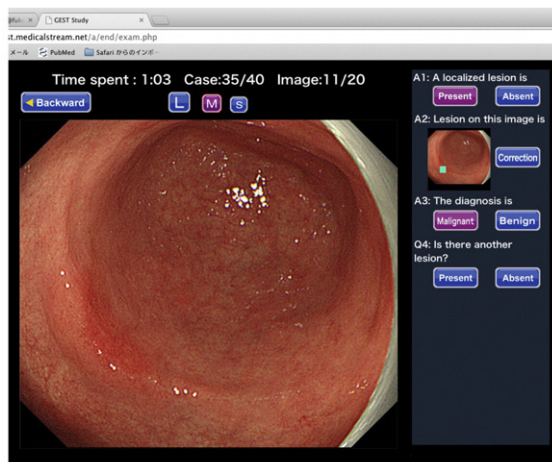 GEST Study
st.medicalstream.net/a/end/exam.php
メール PubMed Safari からのインポー
Time spent : 1:03 Case:35/40 Image:11/20
Backward L M S
A1: A localized lesion is
Present Absent
A2: Lesion on this image is
Correction
A3: The diagnosis is
Malignant Benign
Q4: Is there another
lesion?
Present Absent